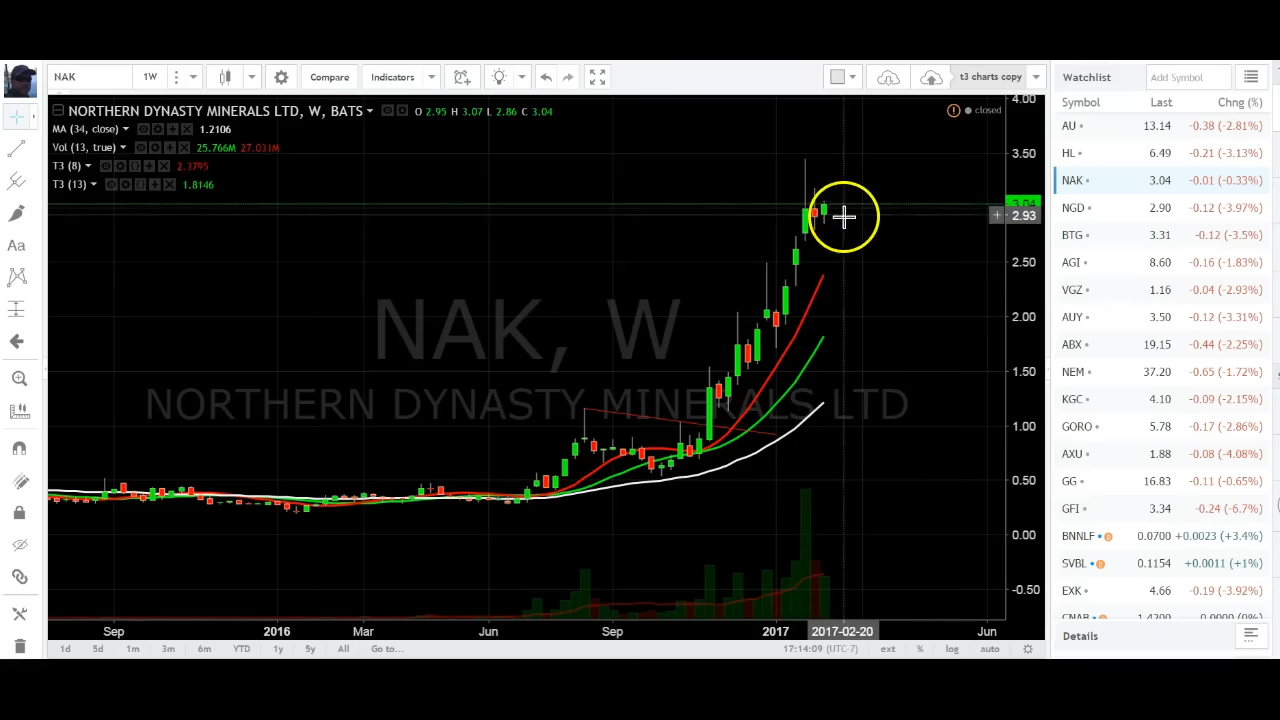 NAK 1W Compare Indicators t3 charts copy
NORTHERN DYNASTY MINERALS LTD, W, BATS O 2.95 H 3.07 L 2.86 C 3.04 closed
MA (34, close) 1.2106
Vol (13, true) 25.766M 27.031M
T3 (8) 2.3795
T3 (13) 1.8146
Aa
NAK, W
NORTHERN DYNASTY MINERALS LTD
4.00
3.50
3.04
2.93
2.50
2.00
1.50
1.00
0.50
0.00
-0.50
Sep 2016 Mar Jun Sep 2017 2017-02-20 Jun
1d 5d 1m 3m 6m YTD 1y 5y All Go to... 17:14:09 (UTC-7) ext % log auto
Watchlist Add Symbol
Symbol Last Chng (%)
AU 13.14 -0.38 (-2.81%)
HL 6.49 -0.21 (-3.13%)
NAK 3.04 -0.01 (-0.33%)
NGD 2.90 -0.12 (-3.97%)
BTG 3.31 -0.12 (-3.5%)
AGI 8.60 -0.16 (-1.83%)
VGZ 1.16 -0.04 (-2.93%)
AUY 3.50 -0.12 (-3.31%)
ABX 19.15 -0.44 (-2.25%)
NEM 37.20 -0.65 (-1.72%)
KGC 4.10 -0.09 (-2.15%)
GORO 5.78 -0.17 (-2.86%)
AXU 1.88 -0.08 (-4.08%)
GG 16.83 -0.11 (-0.65%)
GFI 3.34 -0.24 (-6.7%)
BNNLF 0.0700 +0.0023 (+3.4%)
SVBL 0.1154 +0.0011 (+1%)
EXK 4.66 -0.19 (-3.92%)
CNAB 1.4200 0.0000 (0%)
Details